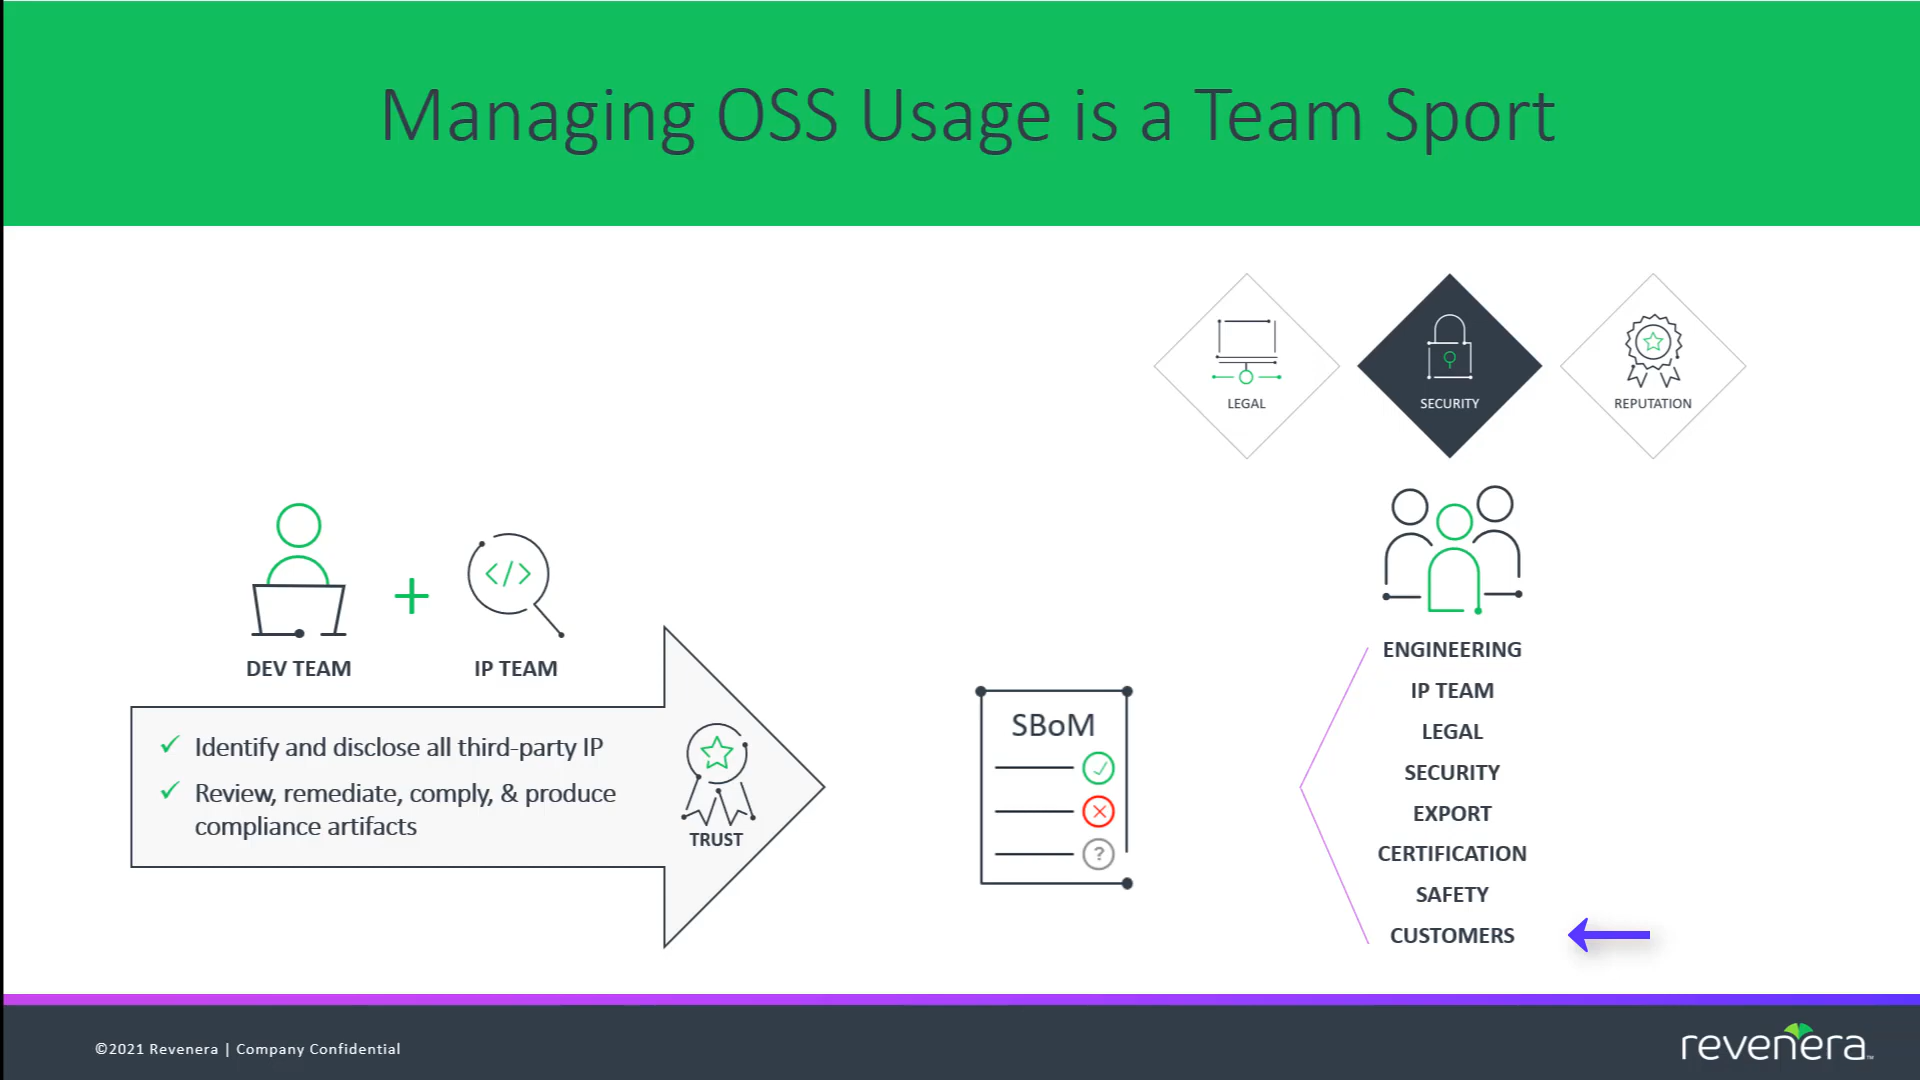 Managing OSS Usage is a Team Sport
LEGAL
SECURITY
REPUTATION
DEV TEAM
+
IP TEAM
Identify and disclose all third-party IP
Review, remediate, comply, & produce
compliance artifacts
TRUST
SBoM
?
ENGINEERING
IP TEAM
LEGAL
SECURITY
EXPORT
CERTIFICATION
SAFETY
CUSTOMERS
©2021 Revenera | Company Confidential
revenera™